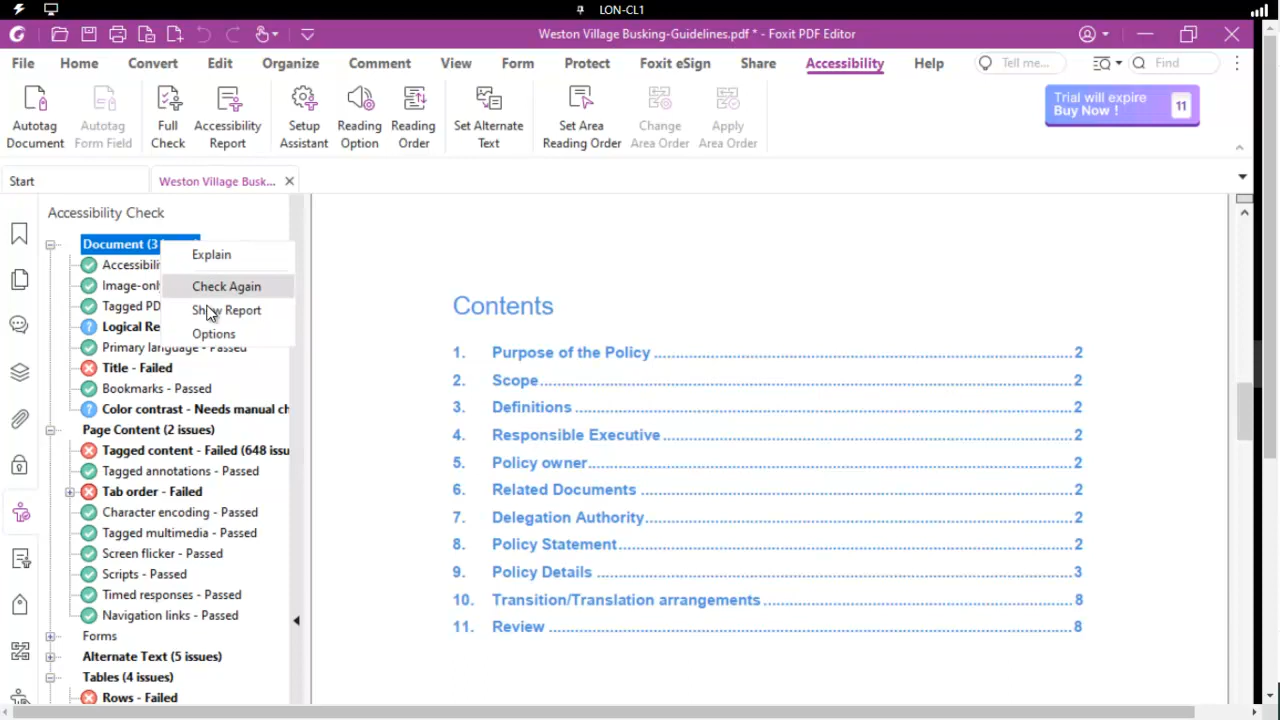 LON-CL1
Weston Village Busking-Guidelines.pdf * - Foxit PDF Editor
File Home Convert Edit Organize Comment View Form Protect Foxit eSign Share Accessibility Help Tell me... Find
Autotag Document
Autotag Form Field
Full Check
Accessibility Report
Setup Assistant
Reading Option
Reading Order
Set Alternate Text
Set Area Reading Order
Change Area Order
Apply Area Order
Trial will expire
Buy Now !
11
Start
Weston Village Busk...
Accessibility Check
Document (3
Explain
Check Again
Show Report
Options
Accessibili
Image-onl
Tagged PD
Logical Re
Primary language - Passed
Title - Failed
Bookmarks - Passed
Color contrast - Needs manual ch
Page Content (2 issues)
Tagged content - Failed (648 issu
Tagged annotations - Passed
Tab order - Failed
Character encoding - Passed
Tagged multimedia - Passed
Screen flicker - Passed
Scripts - Passed
Timed responses - Passed
Navigation links - Passed
Forms
Alternate Text (5 issues)
Tables (4 issues)
Rows - Failed
Contents
1. Purpose of the Policy 2
2. Scope 2
3. Definitions 2
4. Responsible Executive 2
5. Policy owner 2
6. Related Documents 2
7. Delegation Authority 2
8. Policy Statement 2
9. Policy Details 3
10. Transition/Translation arrangements 8
11. Review 8